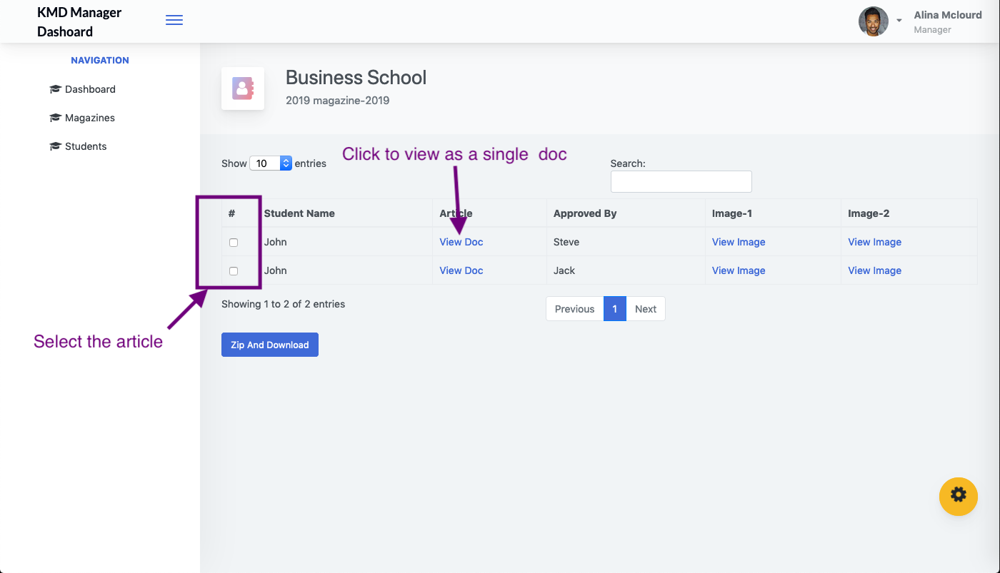 KMD Manager
Dashoard
Alina Mclourd
Manager
NAVIGATION
Dashboard
Magazines
Students
Business School
2019 magazine-2019
Click to view as a single doc
Show 10 entries
Search:
# Student Name Article Approved By Image-1 Image-2
John View Doc Steve View Image View Image
John View Doc Jack View Image View Image
Showing 1 to 2 of 2 entries
Previous 1 Next
Select the article
Zip And Download